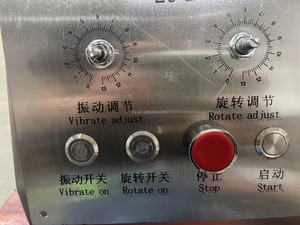 振动调节
Vibrate adjust
旋转调节
Rotate adjust
振动开关
Vibrate on
旋转开关
Rotate on
停止
Stop
启动
Start